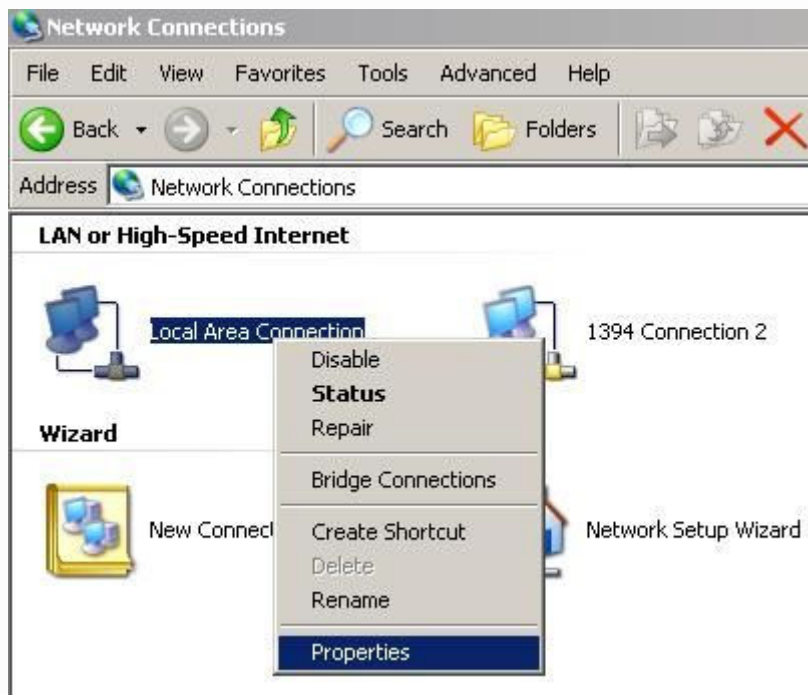 Network Connections
File Edit View Favorites Tools Advanced Help
Back Search Folders
Address Network Connections
LAN or High-Speed Internet
Local Area Connection
1394 Connection 2
Disable
Status
Repair
Bridge Connections
Create Shortcut
Delete
Rename
Properties
Wizard
New Connect
Network Setup Wizard